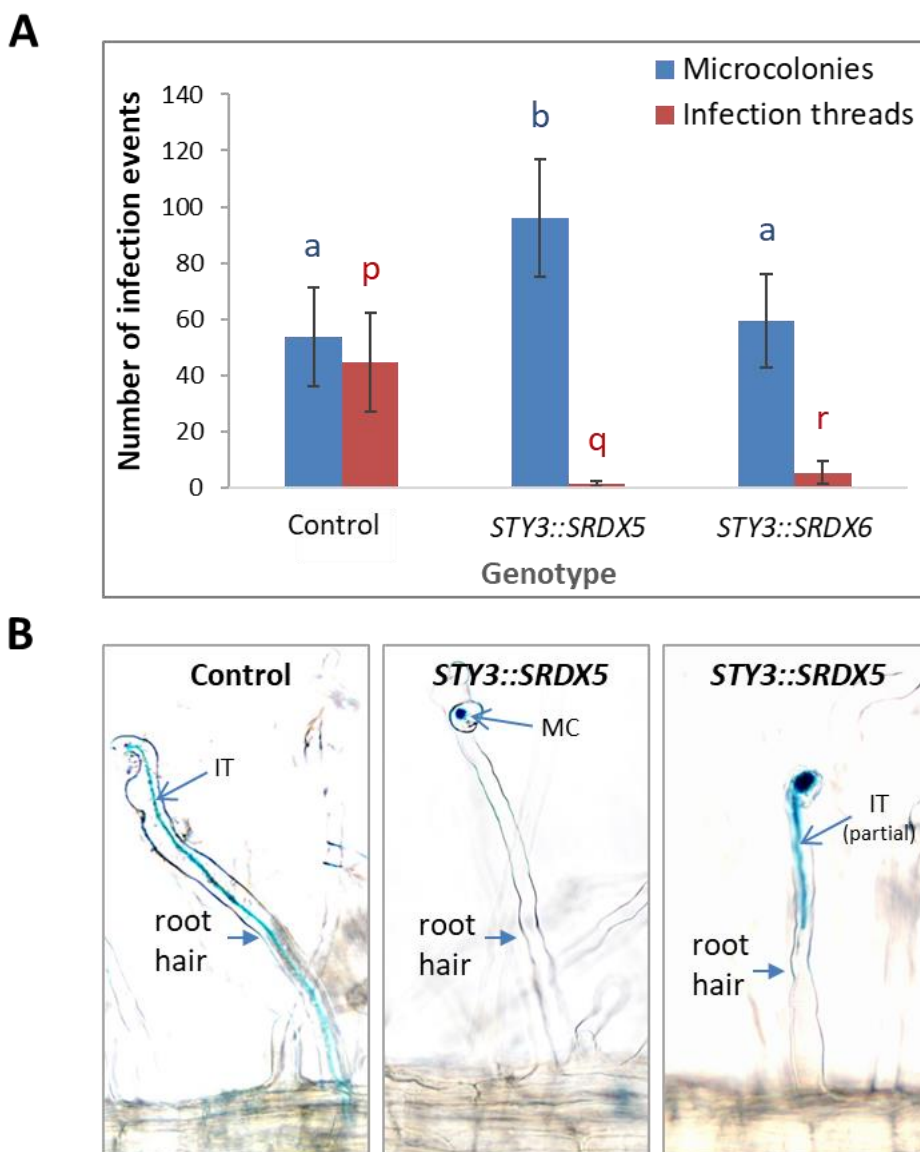 A
Microcolonies
Infection threads
Number of infection events
140
120
100
80
60
40
20
0
a
p
b
q
a
r
Control
STY3::SRDX5
STY3::SRDX6
Genotype
B
Control
IT
root
hair
STY3::SRDX5
MC
root
hair
STY3::SRDX5
IT
(partial)
root
hair